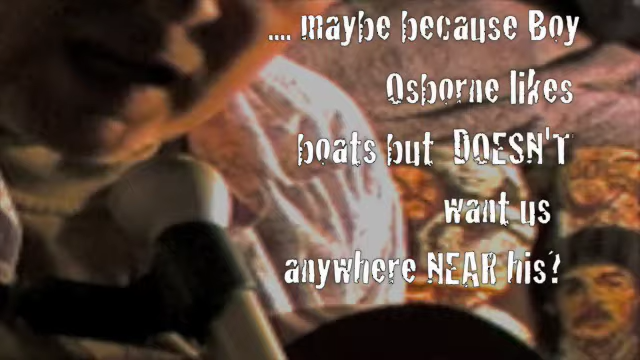 .... maybe because Boy
Osborne likes
boats but DOESN'T
want us
anywhere NEAR his?